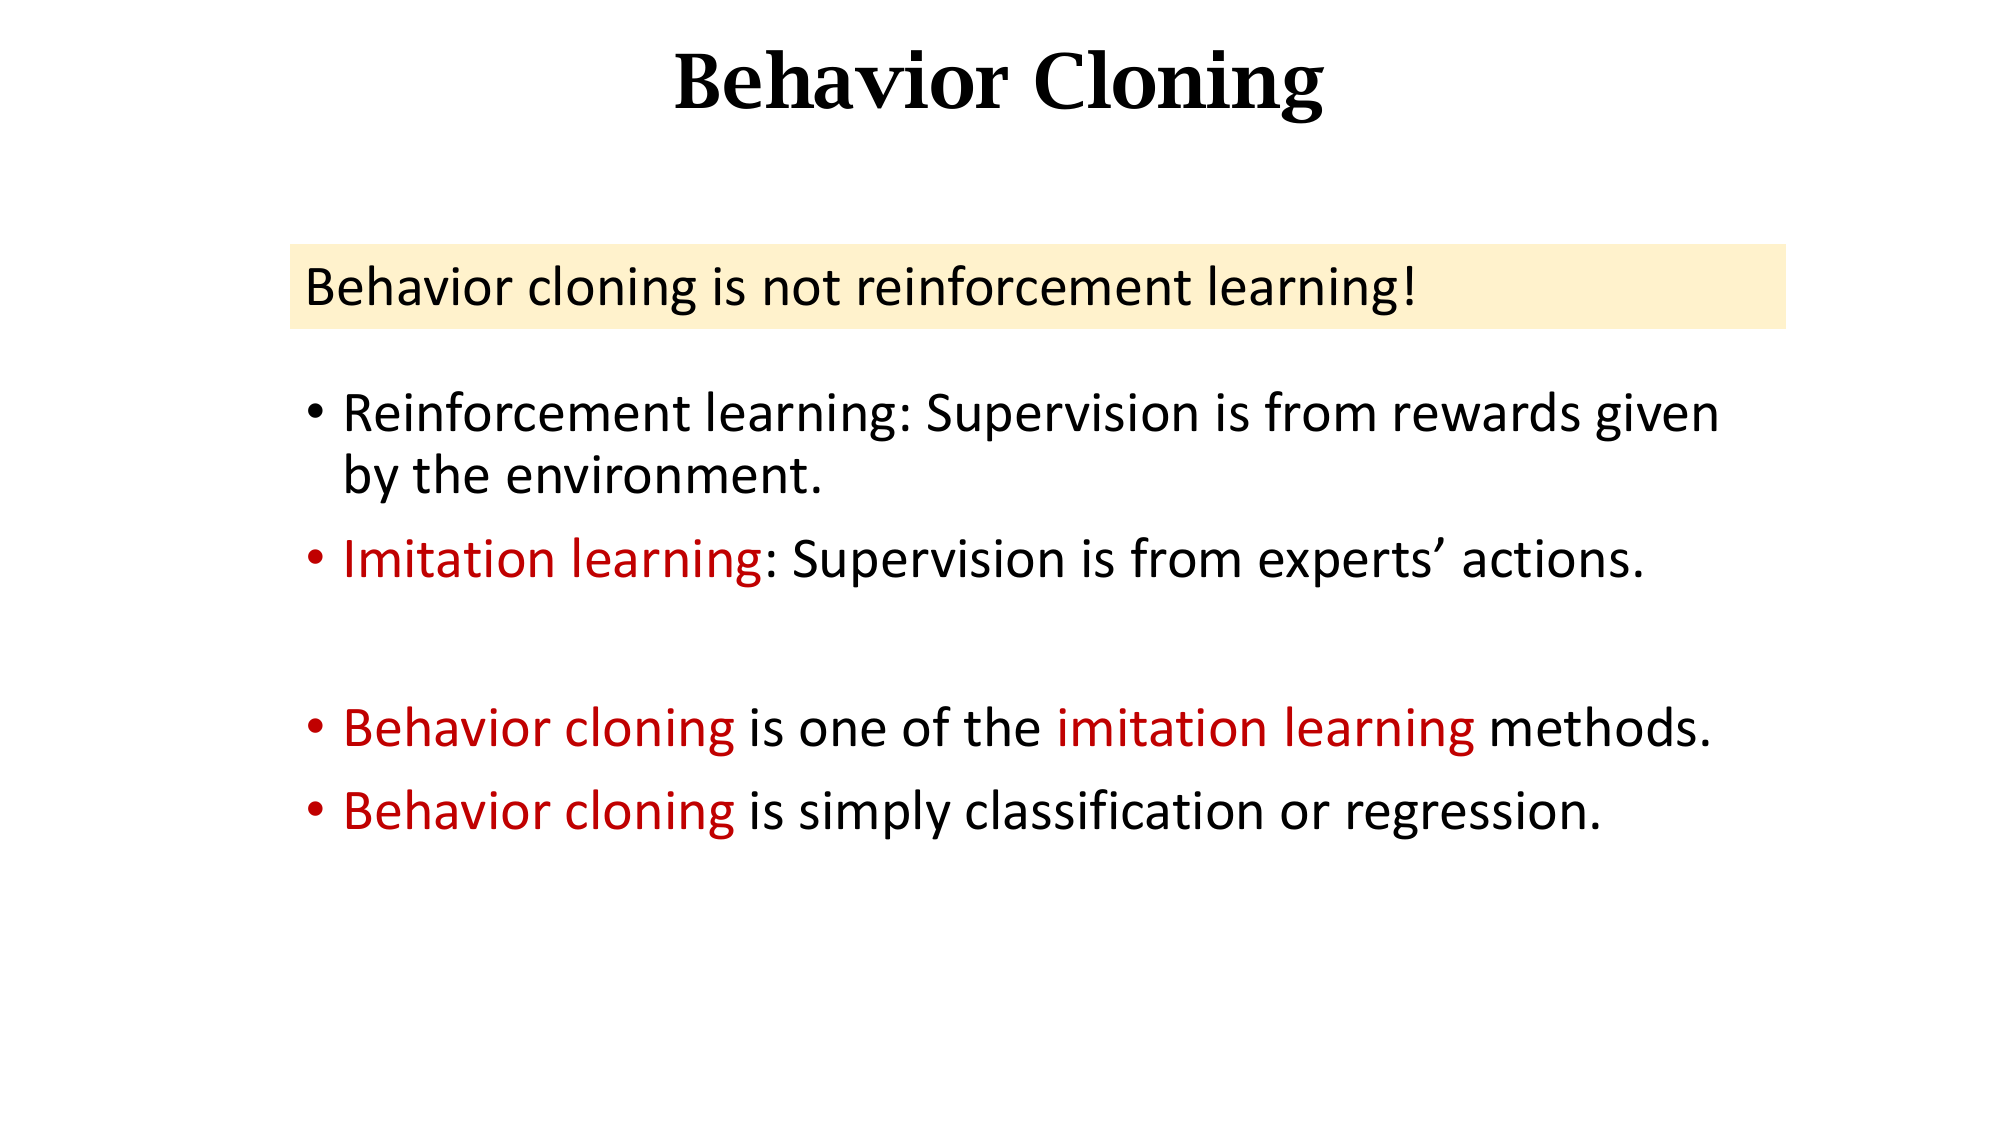 Behavior Cloning
Behavior cloning is not reinforcement learning!
• Reinforcement learning: Supervision is from rewards given
by the environment.
• Imitation learning: Supervision is from experts’ actions.
• Behavior cloning is one of the imitation learning methods.
• Behavior cloning is simply classification or regression.